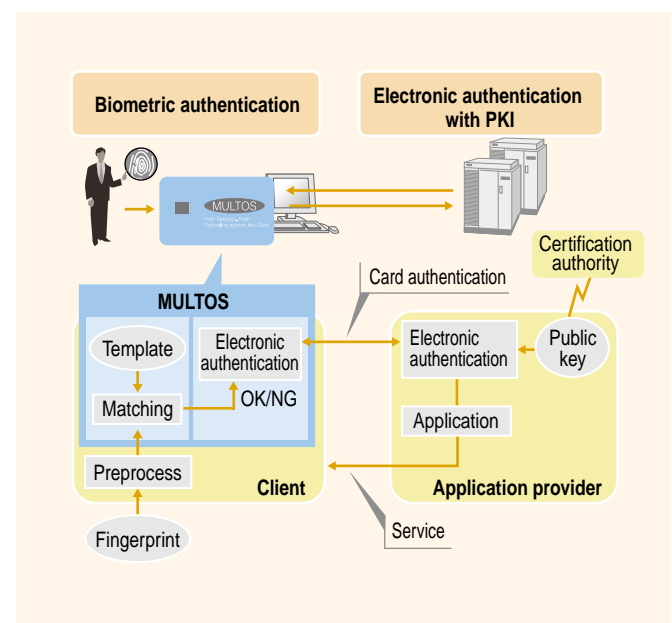 Biometric authentication
Electronic authentication
with PKI
MULTOS
Certification
authority
Card authentication
MULTOS
Template
Electronic
authentication
Matching
OK/NG
Preprocess
Client
Fingerprint
Electronic
authentication
Public
key
Application
Application provider
Service